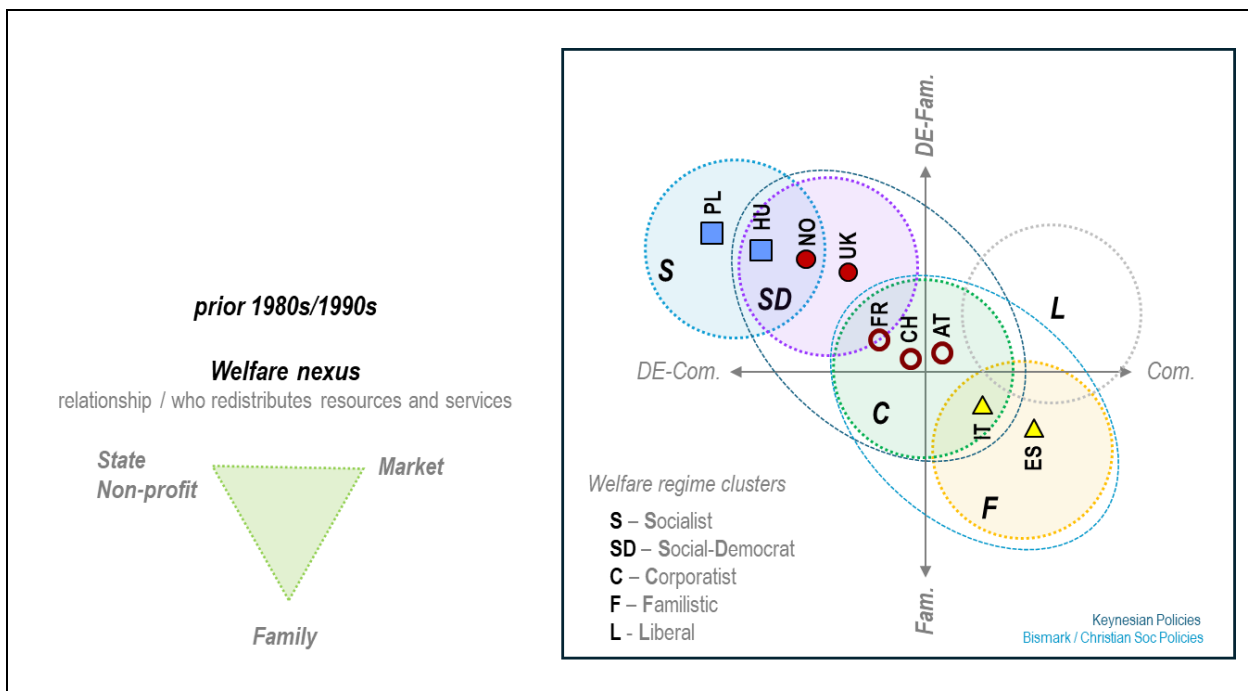 prior 1980s/1990s
Welfare nexus
relationship / who redistributes resources and services
State
Non-profit
Market
Family
DE-Fam.
PL
HU
NO
UK
S
SD
L
FR
CH
AT
DE-Com.
Com.
C
IT
ES
F
Fam.
Welfare regime clusters
S – Socialist
SD – Social-Democrat
C – Corporatist
F – Familistic
L - Liberal
Keynesian Policies
Bismark / Christian Soc Policies